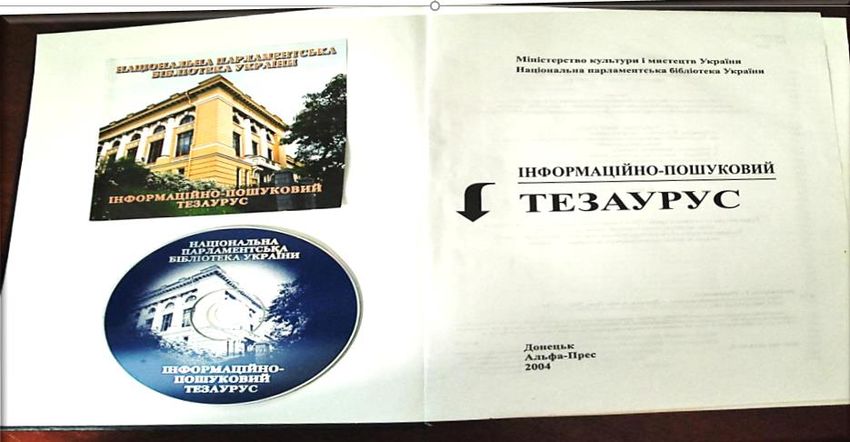 НАЦІОНАЛЬНА ПАРЛАМЕНТСЬКА
БІБЛІОТЕКА УКРАЇНИ
ІНФОРМАЦІЙНО-ПОШУКОВИЙ
ТЕЗАУРУС
НАЦІОНАЛЬНА
ПАРЛАМЕНТСЬКА
БІБЛІОТЕКА УКРАЇНИ
ІНФОРМАЦІЙНО-
ПОШУКОВИЙ
ТЕЗАУРУС
Міністерство культури і мистецтв України
Національна парламентська бібліотека України
ІНФОРМАЦІЙНО-ПОШУКОВИЙ
ТЕЗАУРУС
Донецьк
Альфа-Прес
2004